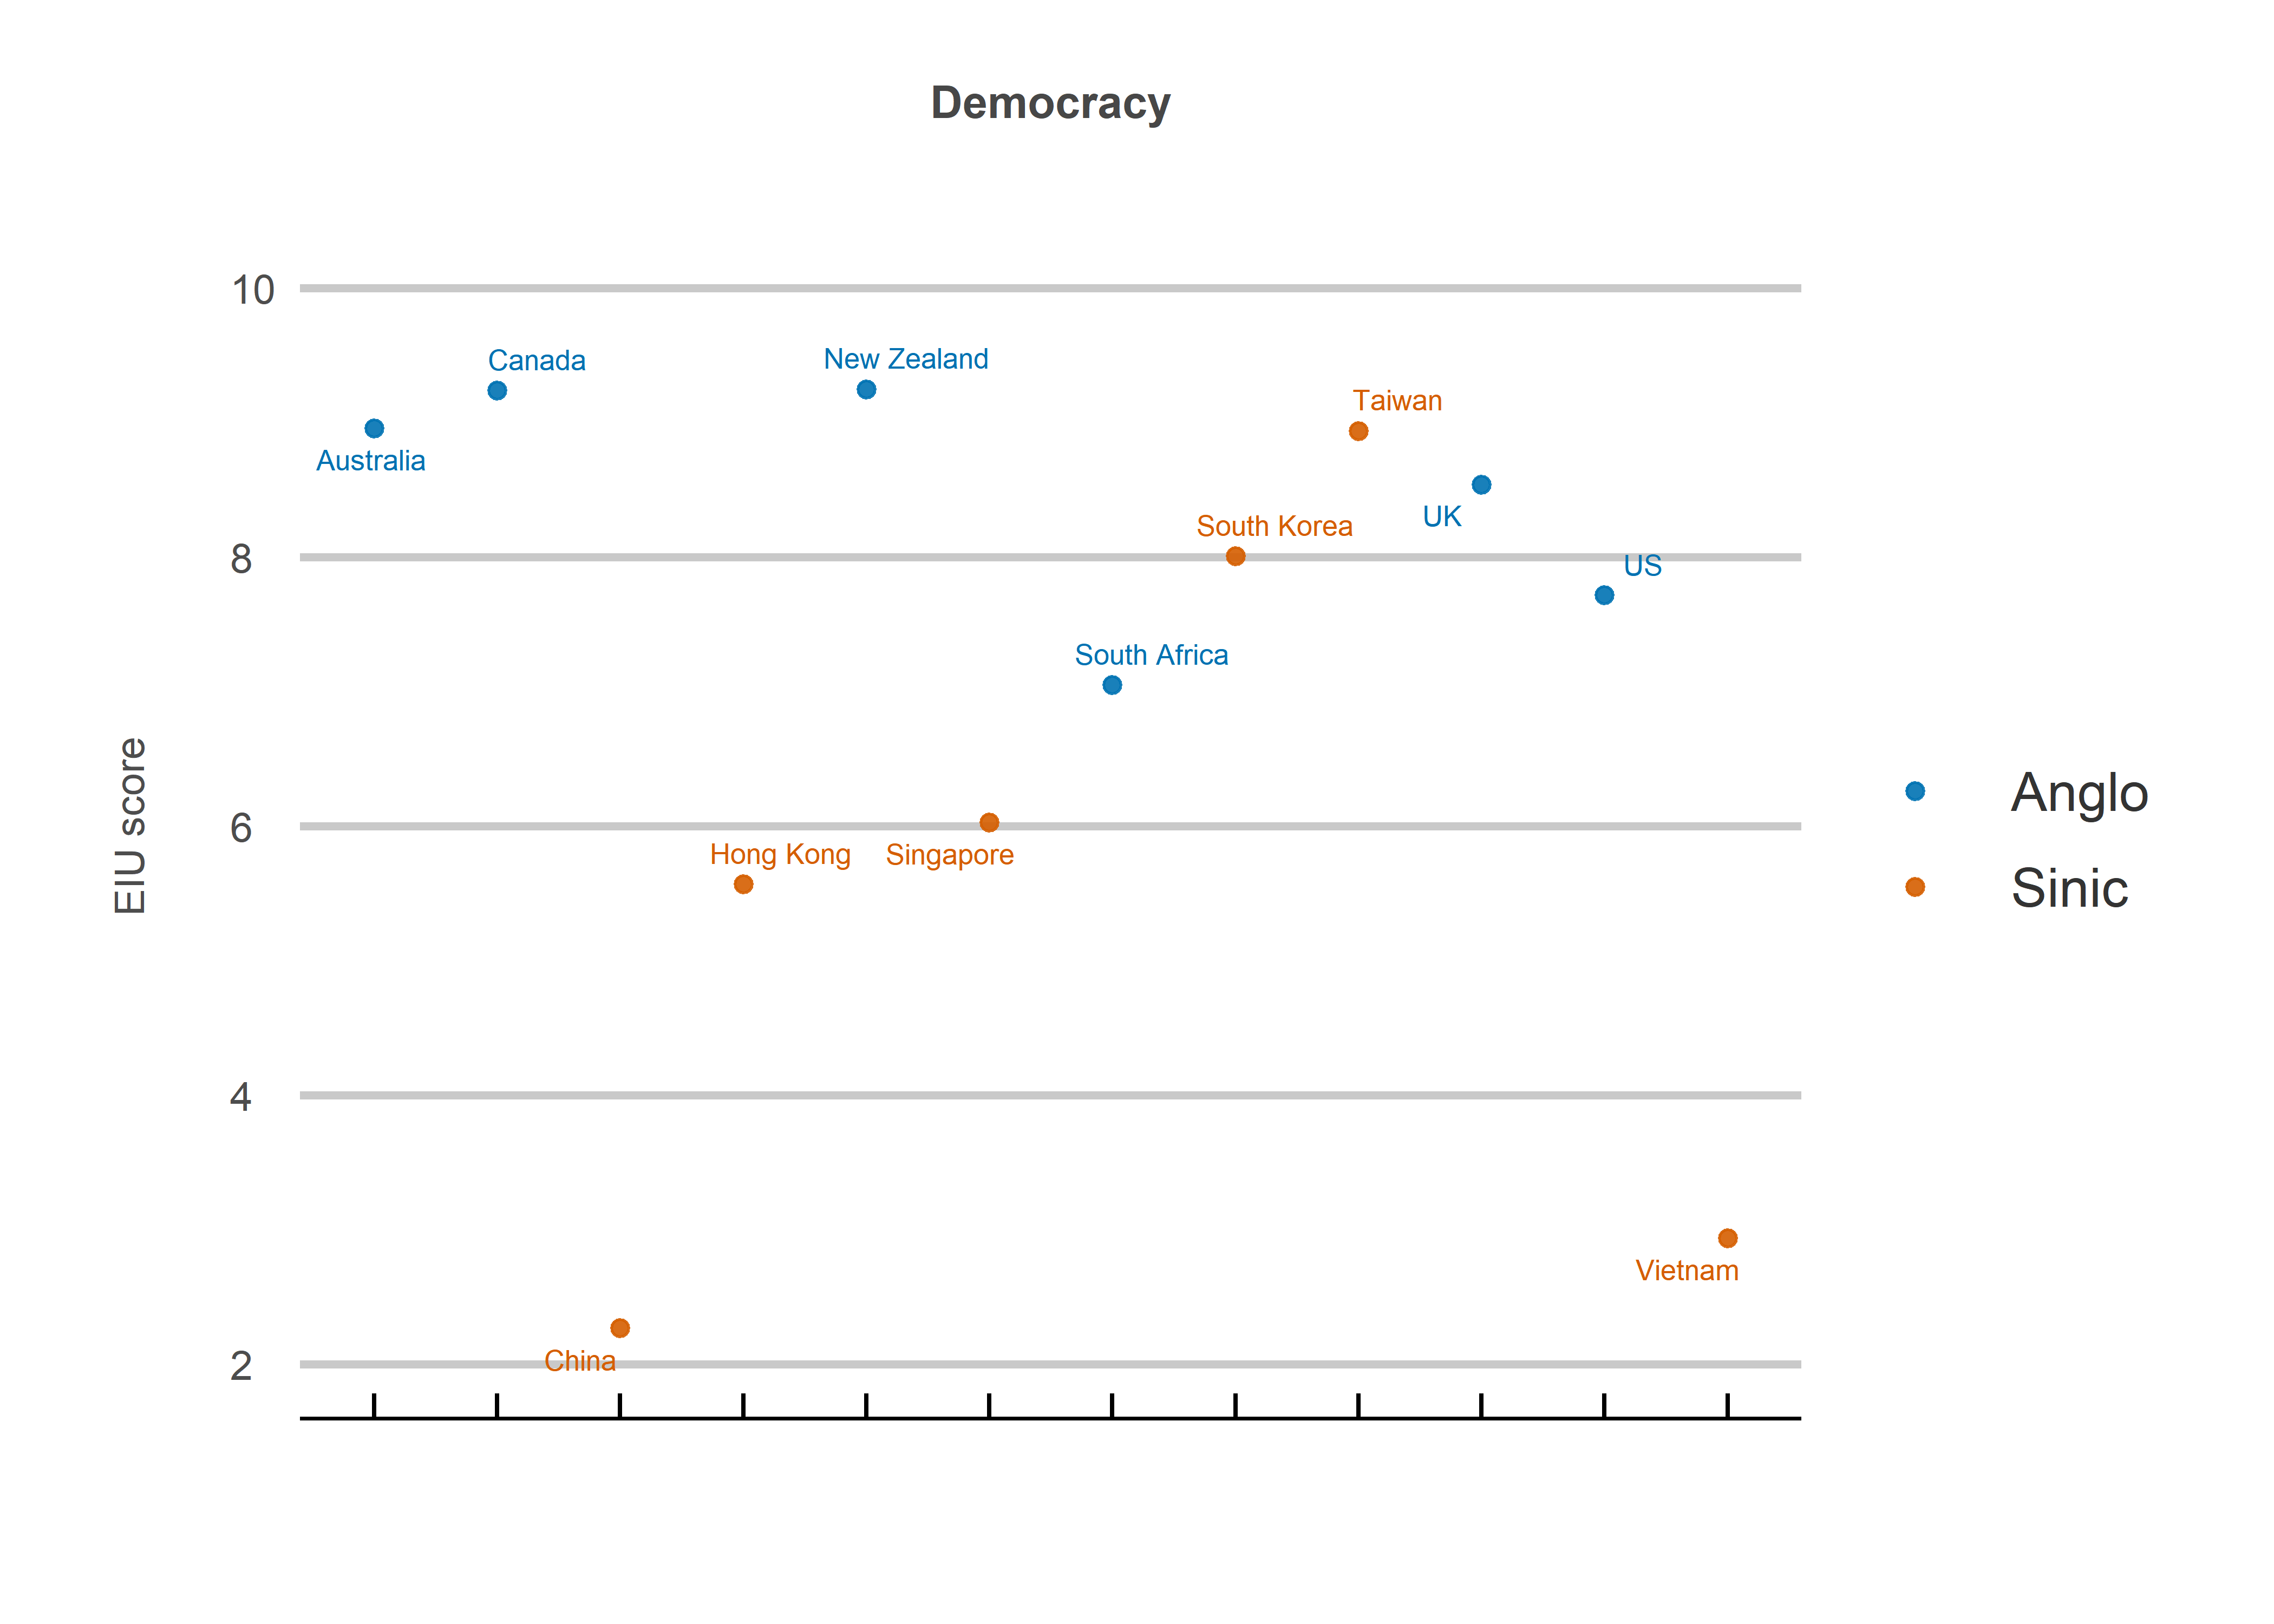 Democracy
10
Canada
New Zealand
Taiwan
Australia
UK
South Korea
8
US
South Africa
EIU score
Anglo
6
Hong Kong
Singapore
Sinic
4
Vietnam
China
2